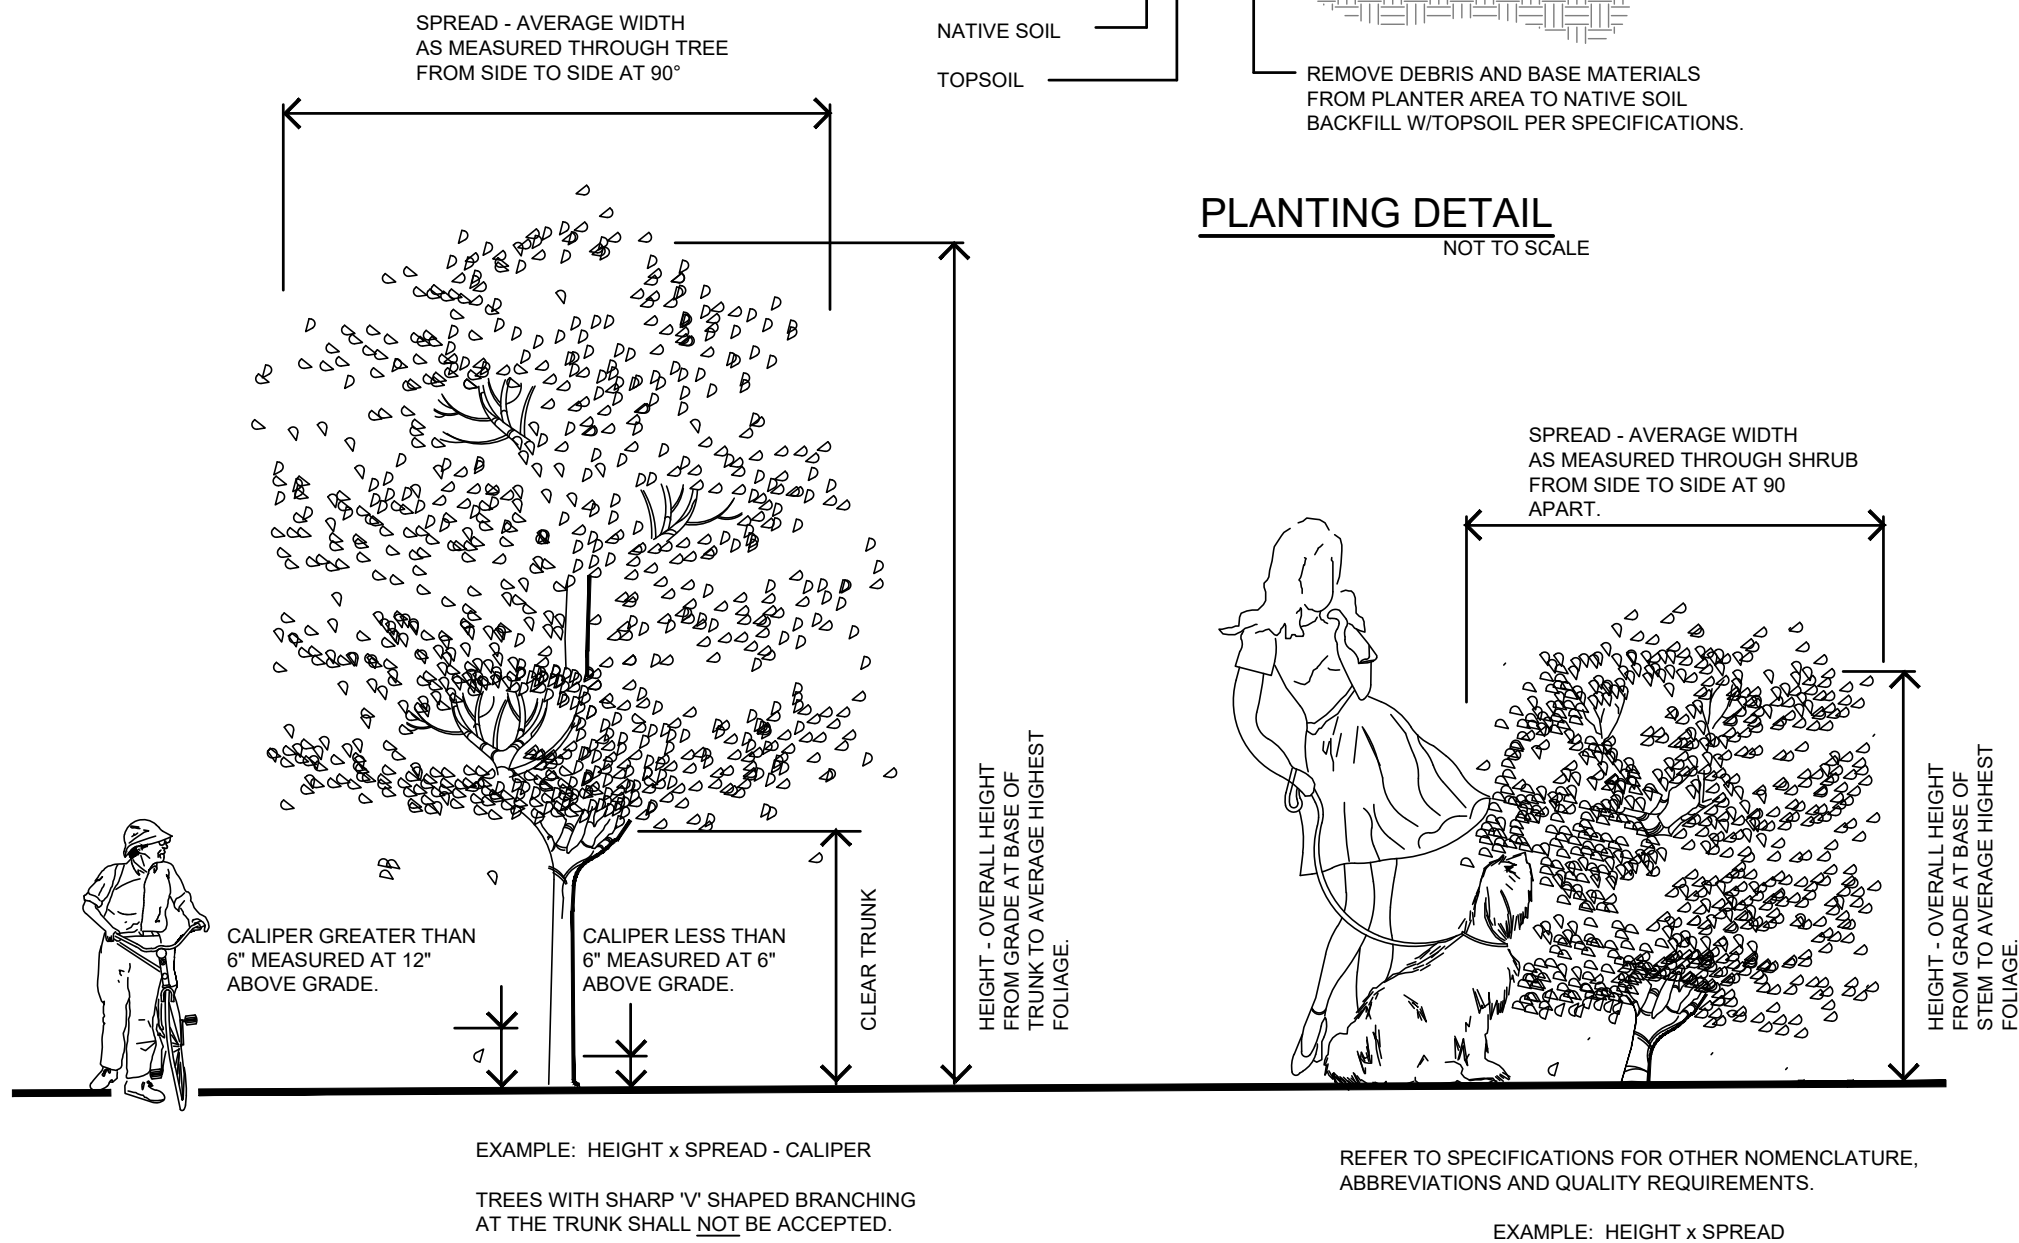 SPREAD - AVERAGE WIDTH
AS MEASURED THROUGH TREE
FROM SIDE TO SIDE AT 90°
NATIVE SOIL
TOPSOIL
REMOVE DEBRIS AND BASE MATERIALS
FROM PLANTER AREA TO NATIVE SOIL
BACKFILL W/TOPSOIL PER SPECIFICATIONS.
PLANTING DETAIL
NOT TO SCALE
SPREAD - AVERAGE WIDTH
AS MEASURED THROUGH SHRUB
FROM SIDE TO SIDE AT 90
APART.
CALIPER GREATER THAN
6" MEASURED AT 12"
ABOVE GRADE.
CALIPER LESS THAN
6" MEASURED AT 6"
ABOVE GRADE.
CLEAR TRUNK
HEIGHT - OVERALL HEIGHT
FROM GRADE AT BASE OF
TRUNK TO AVERAGE HIGHEST
FOLIAGE.
HEIGHT - OVERALL HEIGHT
FROM GRADE AT BASE OF
STEM TO AVERAGE HIGHEST
FOLIAGE.
EXAMPLE: HEIGHT x SPREAD - CALIPER
TREES WITH SHARP 'V' SHAPED BRANCHING
AT THE TRUNK SHALL NOT BE ACCEPTED.
REFER TO SPECIFICATIONS FOR OTHER NOMENCLATURE,
ABBREVIATIONS AND QUALITY REQUIREMENTS.
EXAMPLE: HEIGHT x SPREAD